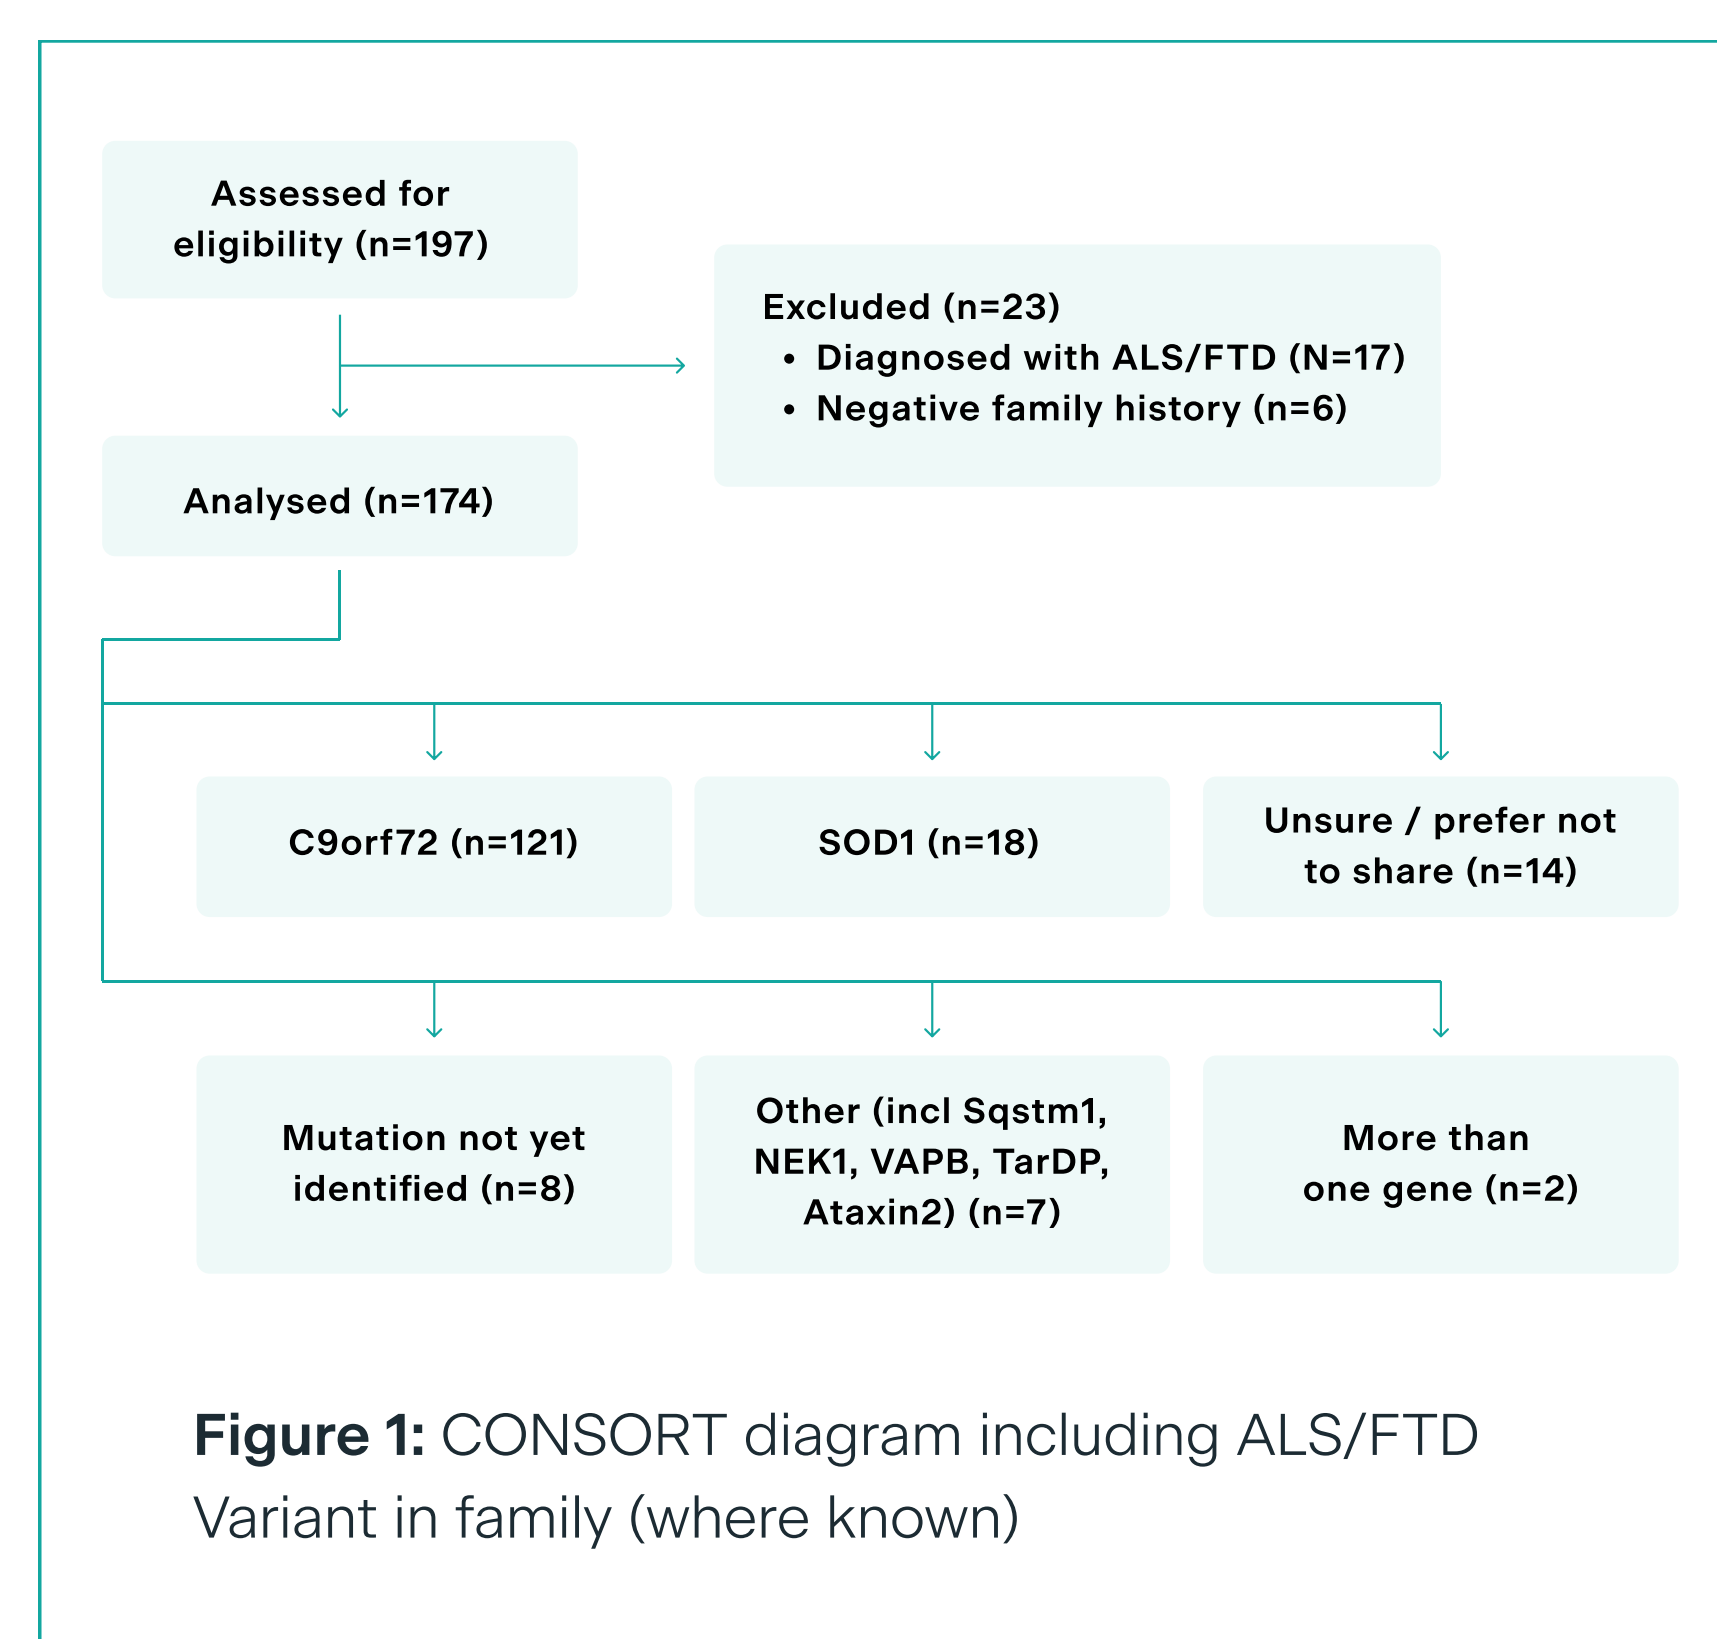 Assessed for
eligibility (n=197)
Excluded (n=23)
• Diagnosed with ALS/FTD (N=17)
• Negative family history (n=6)
Analysed (n=174)
C9orf72 (n=121)
SOD1 (n=18)
Unsure / prefer not
to share (n=14)
Mutation not yet
identified (n=8)
Other (incl Sqstm1,
NEK1, VAPB, TarDP,
Ataxin2) (n=7)
More than
one gene (n=2)
Figure 1: CONSORT diagram including ALS/FTD
Variant in family (where known)